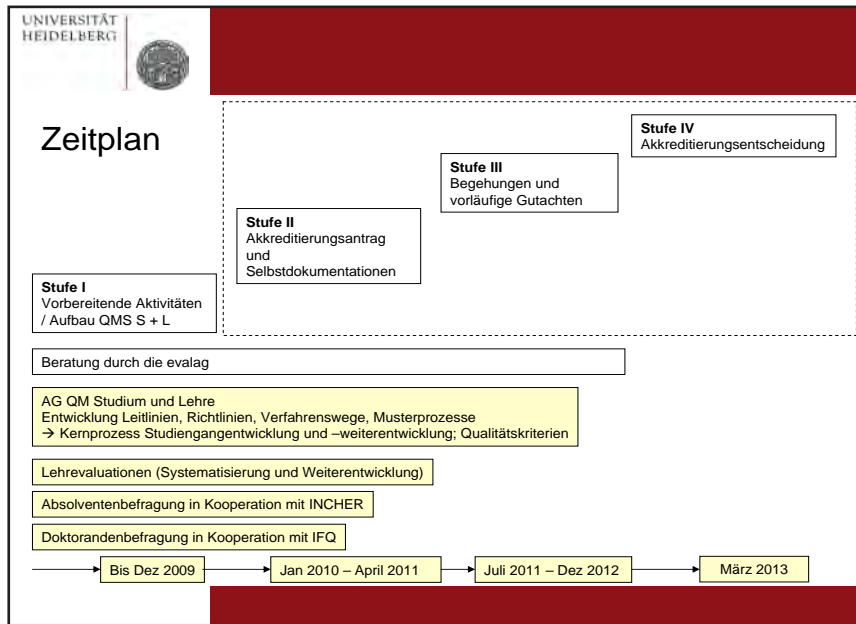 UNIVERSITÄT
HEIDELBERG
Zeitplan
Stufe IV
Akkreditierungsentscheidung
Stufe III
Begehungen und
vorläufige Gutachten
Stufe II
Akkreditierungsantrag
und
Selbstdokumentationen
Stufe I
Vorbereitende Aktivitäten
/ Aufbau QMS S + L
Beratung durch die evalag
AG QM Studium und Lehre
Entwicklung Leitlinien, Richtlinien, Verfahrenswege, Musterprozesse
→ Kernprozess Studiengangentwicklung und –weiterentwicklung; Qualitätskriterien
Lehrevaluationen (Systematisierung und Weiterentwicklung)
Absolventenbefragung in Kooperation mit INCHER
Doktorandenbefragung in Kooperation mit IFQ
Bis Dez 2009
Jan 2010 – April 2011
Juli 2011 – Dez 2012
März 2013